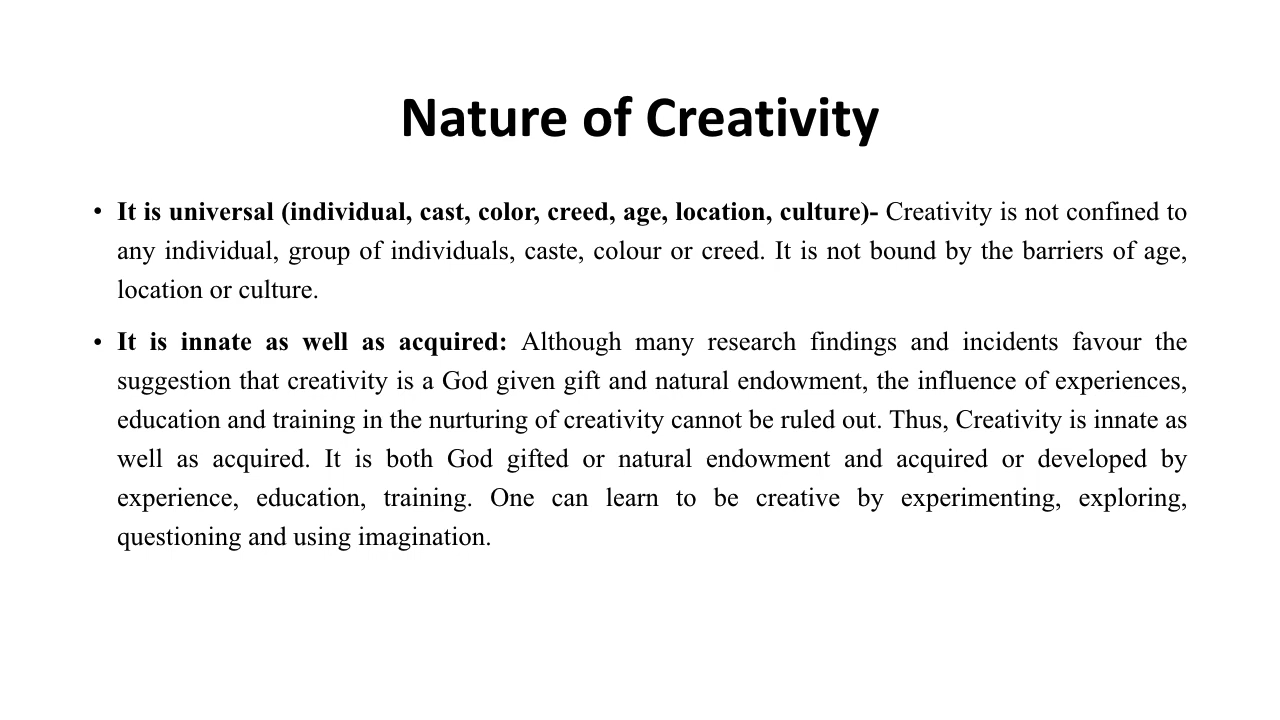 Nature of Creativity
• It is universal (individual, cast, color, creed, age, location, culture)- Creativity is not confined to
any individual, group of individuals, caste, colour or creed. It is not bound by the barriers of age,
location or culture.
• It is innate as well as acquired: Although many research findings and incidents favour the
suggestion that creativity is a God given gift and natural endowment, the influence of experiences,
education and training in the nurturing of creativity cannot be ruled out. Thus, Creativity is innate as
well as acquired. It is both God gifted or natural endowment and acquired or developed by
experience, education, training. One can learn to be creative by experimenting, exploring,
questioning and using imagination.